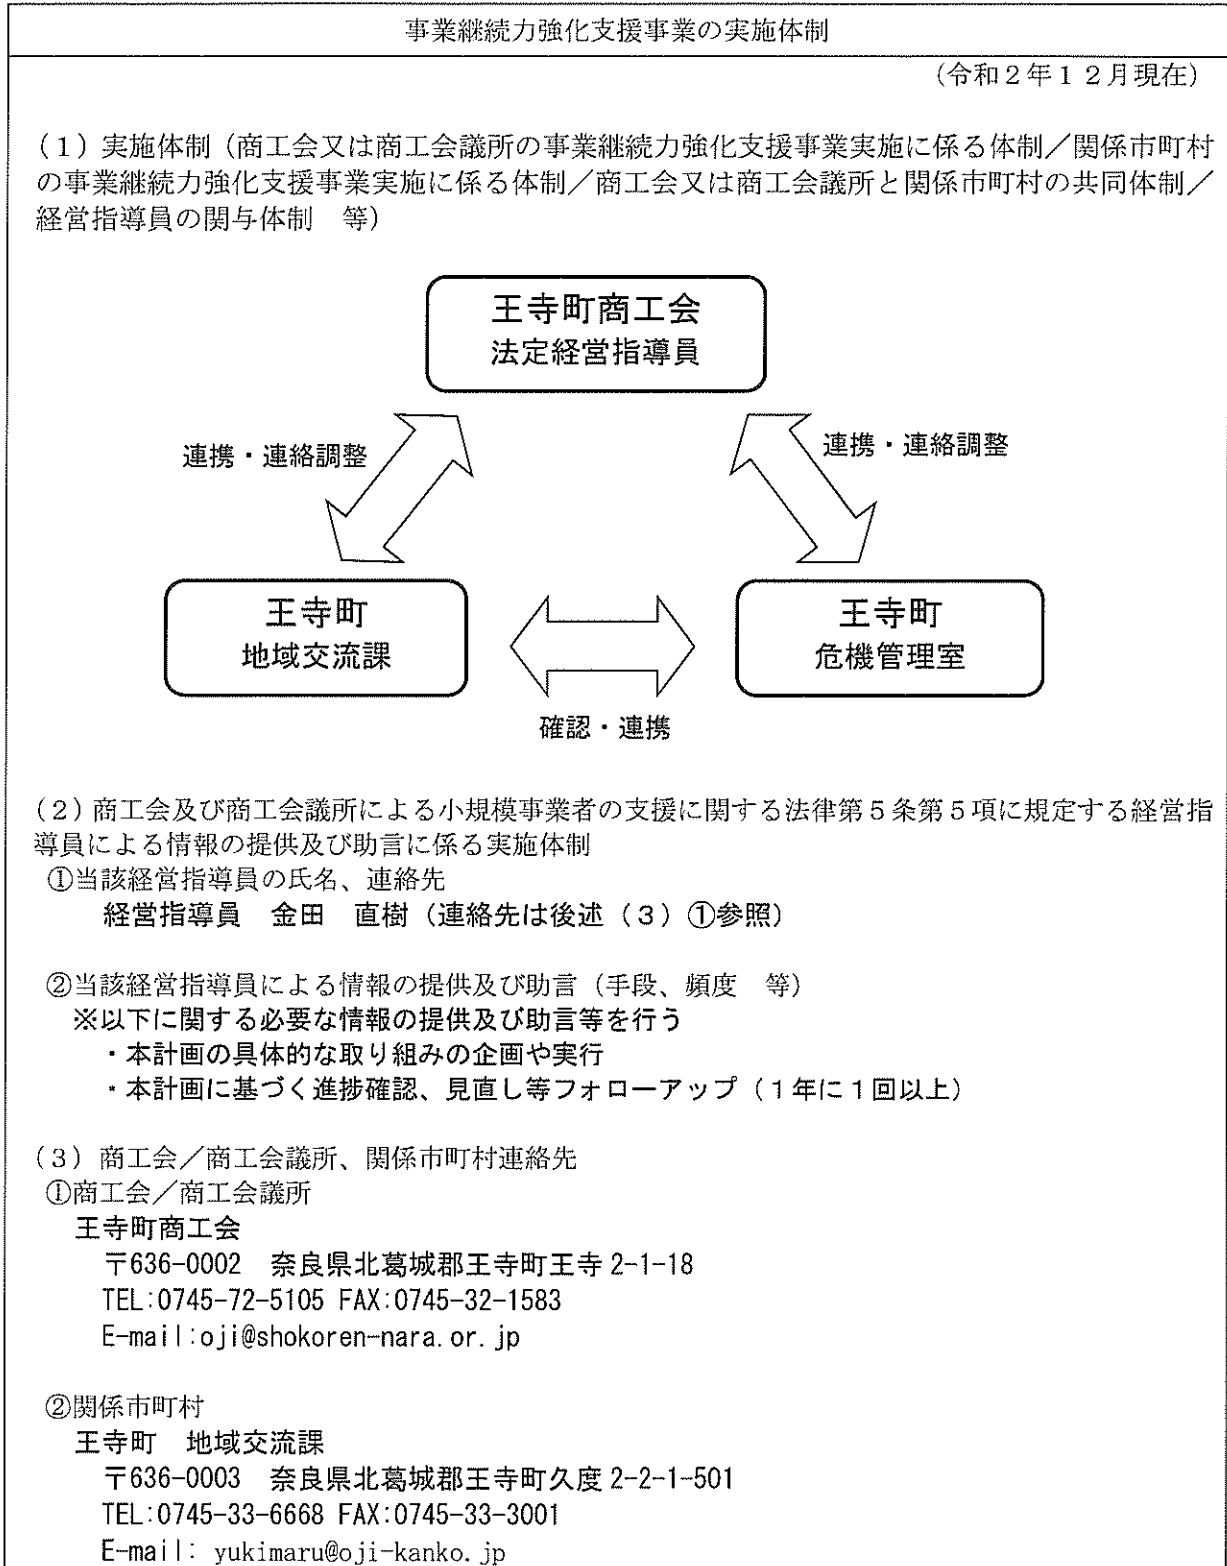 事業継続力強化支援事業の実施体制
(令和2年12月現在)
(1)実施体制(商工会又は商工会議所の事業継続力強化支援事業実施に係る体制/関係市町村
の事業継続力強化支援事業実施に係る体制/商工会又は商工会議所と関係市町村の共同体制/
経営指導員の関与体制 等)
王寺町商工会
法定経営指導員
連携・連絡調整
連携・連絡調整
王寺町
地域交流課
王寺町
危機管理室
確認・連携
(2)商工会及び商工会議所による小規模事業者の支援に関する法律第5条第5項に規定する経営指
導員による情報の提供及び助言に係る実施体制
①当該経営指導員の氏名、連絡先
経営指導員 金田 直樹(連絡先は後述(3)①参照)
②当該経営指導員による情報の提供及び助言(手段、頻度 等)
※以下に関する必要な情報の提供及び助言等を行う
・本計画の具体的な取り組みの企画や実行
・本計画に基づく進捗確認、見直し等フォローアップ(1年に1回以上)
(3)商工会/商工会議所、関係市町村連絡先
①商工会/商工会議所
王寺町商工会
〒636-0002 奈良県北葛城郡王寺町王寺 2-1-18
TEL:0745-72-5105 FAX:0745-32-1583
E-mail:oji@shokoren-nara.or.jp
②関係市町村
王寺町 地域交流課
〒636-0003 奈良県北葛城郡王寺町久度 2-2-1-501
TEL:0745-33-6668 FAX:0745-33-3001
E-mail: yukimaru@oji-kanko.jp